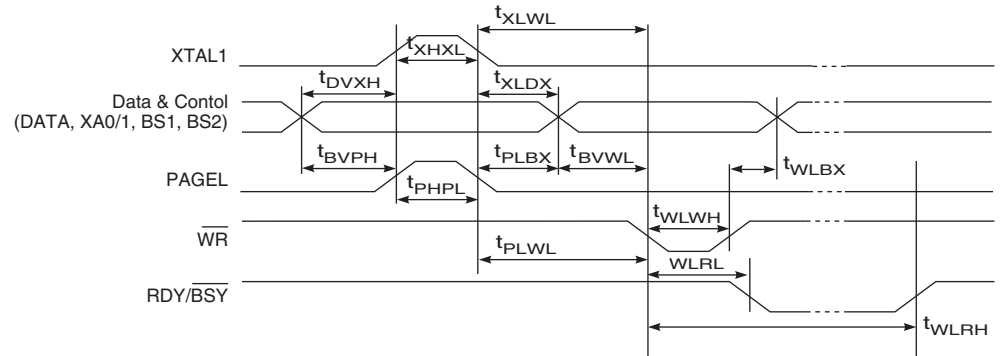 tXLWL
XTAL1
tXHXL
tDVXH
tXLDX
Data & Contol
(DATA, XA0/1, BS1, BS2)
tBVPH
tPLBX
tBVWL
tWLBX
PAGEL
tPHPL
tWLWH
WR
tPLWL
WLRL
RDY/BSY
tWLRH